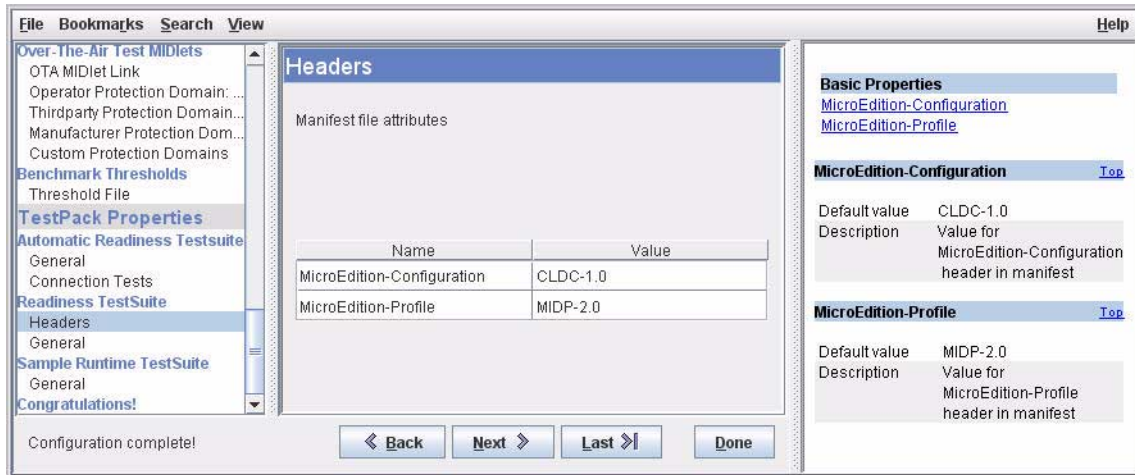 File Bookmarks Search View Help
Over-The-Air Test MIDlets
OTA MIDlet Link
Operator Protection Domain: ...
Thirdparty Protection Domain...
Manufacturer Protection Dom...
Custom Protection Domains
Benchmark Thresholds
Threshold File
TestPack Properties
Automatic Readiness Testsuite
General
Connection Tests
Readiness TestSuite
Headers
General
Sample Runtime TestSuite
General
Congratulations!
Headers
Manifest file attributes
Name Value
MicroEdition-Configuration CLDC-1.0
MicroEdition-Profile MIDP-2.0
Configuration complete!
Back Next Last Done
Basic Properties
MicroEdition-Configuration
MicroEdition-Profile
MicroEdition-Configuration Top
Default value CLDC-1.0
Description Value for
MicroEdition-Configuration
header in manifest
MicroEdition-Profile Top
Default value MIDP-2.0
Description Value for
MicroEdition-Profile
header in manifest